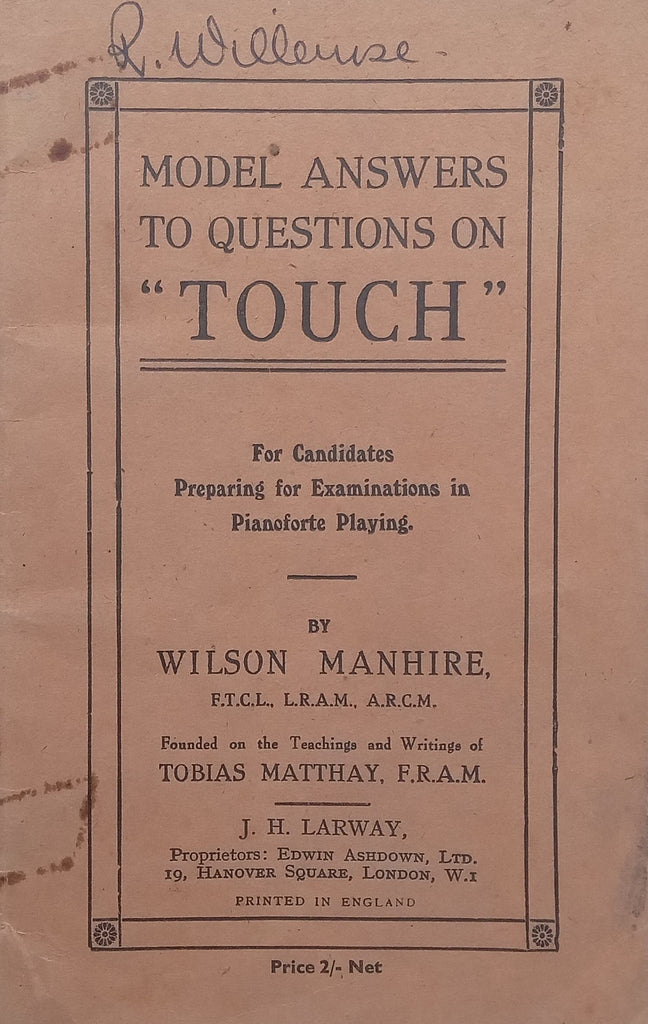 R. Willemse
MODEL ANSWERS
TO QUESTIONS ON
“TOUCH”
For Candidates
Preparing for Examinations in
Pianoforte Playing.
BY
WILSON MANHIRE,
F.T.C.L., L.R.A.M., A.R.C.M.
Founded on the Teachings and Writings of
TOBIAS MATTHAY, F.R.A.M.
J. H. LARWAY,
Proprietors: EDWIN ASHDOWN, LTD.
19, HANOVER SQUARE, LONDON, W.1
PRINTED IN ENGLAND
Price 2/- Net